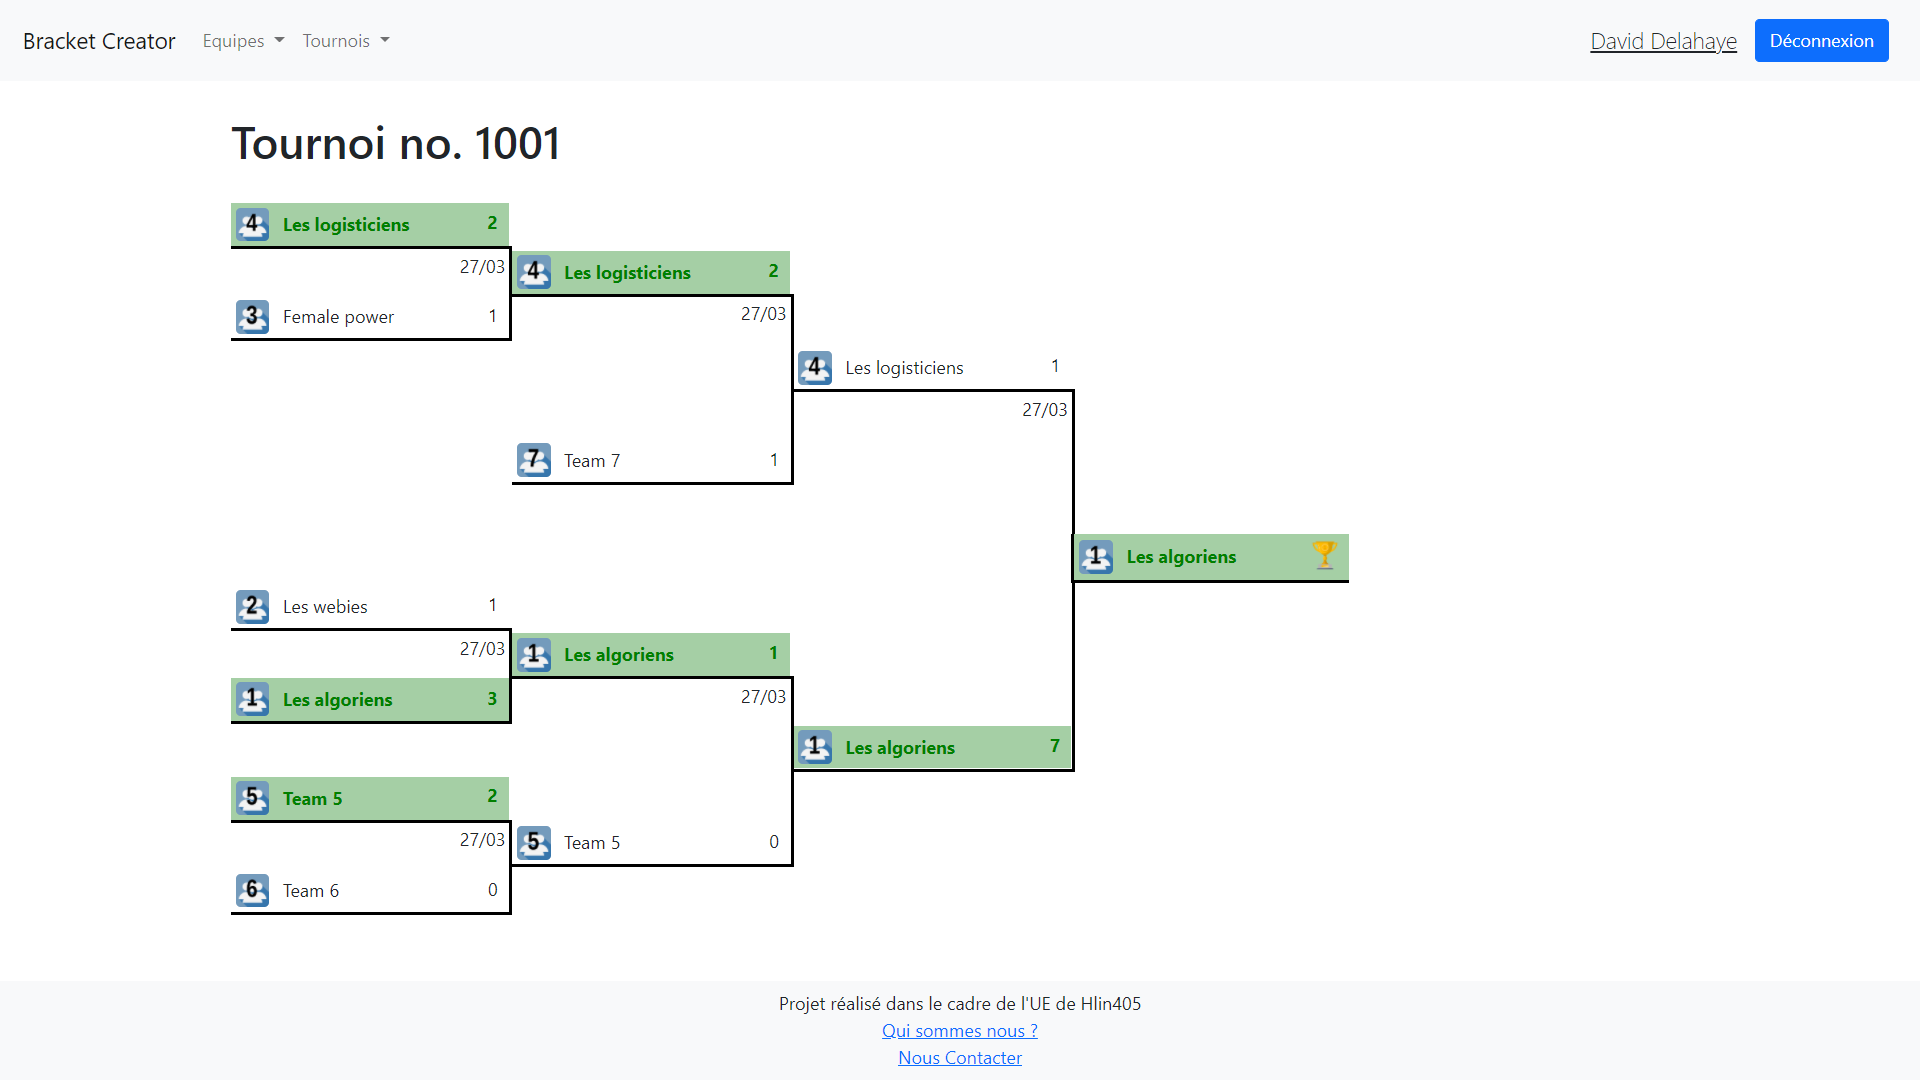 Bracket Creator Equipes Tournois David Delahaye Déconnexion
Tournoi no. 1001
4 Les logisticiens 2
27/03
3 Female power 1
4 Les logisticiens 2
27/03
7 Team 7 1
4 Les logisticiens 1
27/03
2 Les webies 1
27/03
1 Les algoriens 3
1 Les algoriens 1
27/03
5 Team 5 2
27/03
6 Team 6 0
5 Team 5 0
1 Les algoriens 7
1 Les algoriens
Projet réalisé dans le cadre de l'UE de Hlin405
Qui sommes nous ?
Nous Contacter